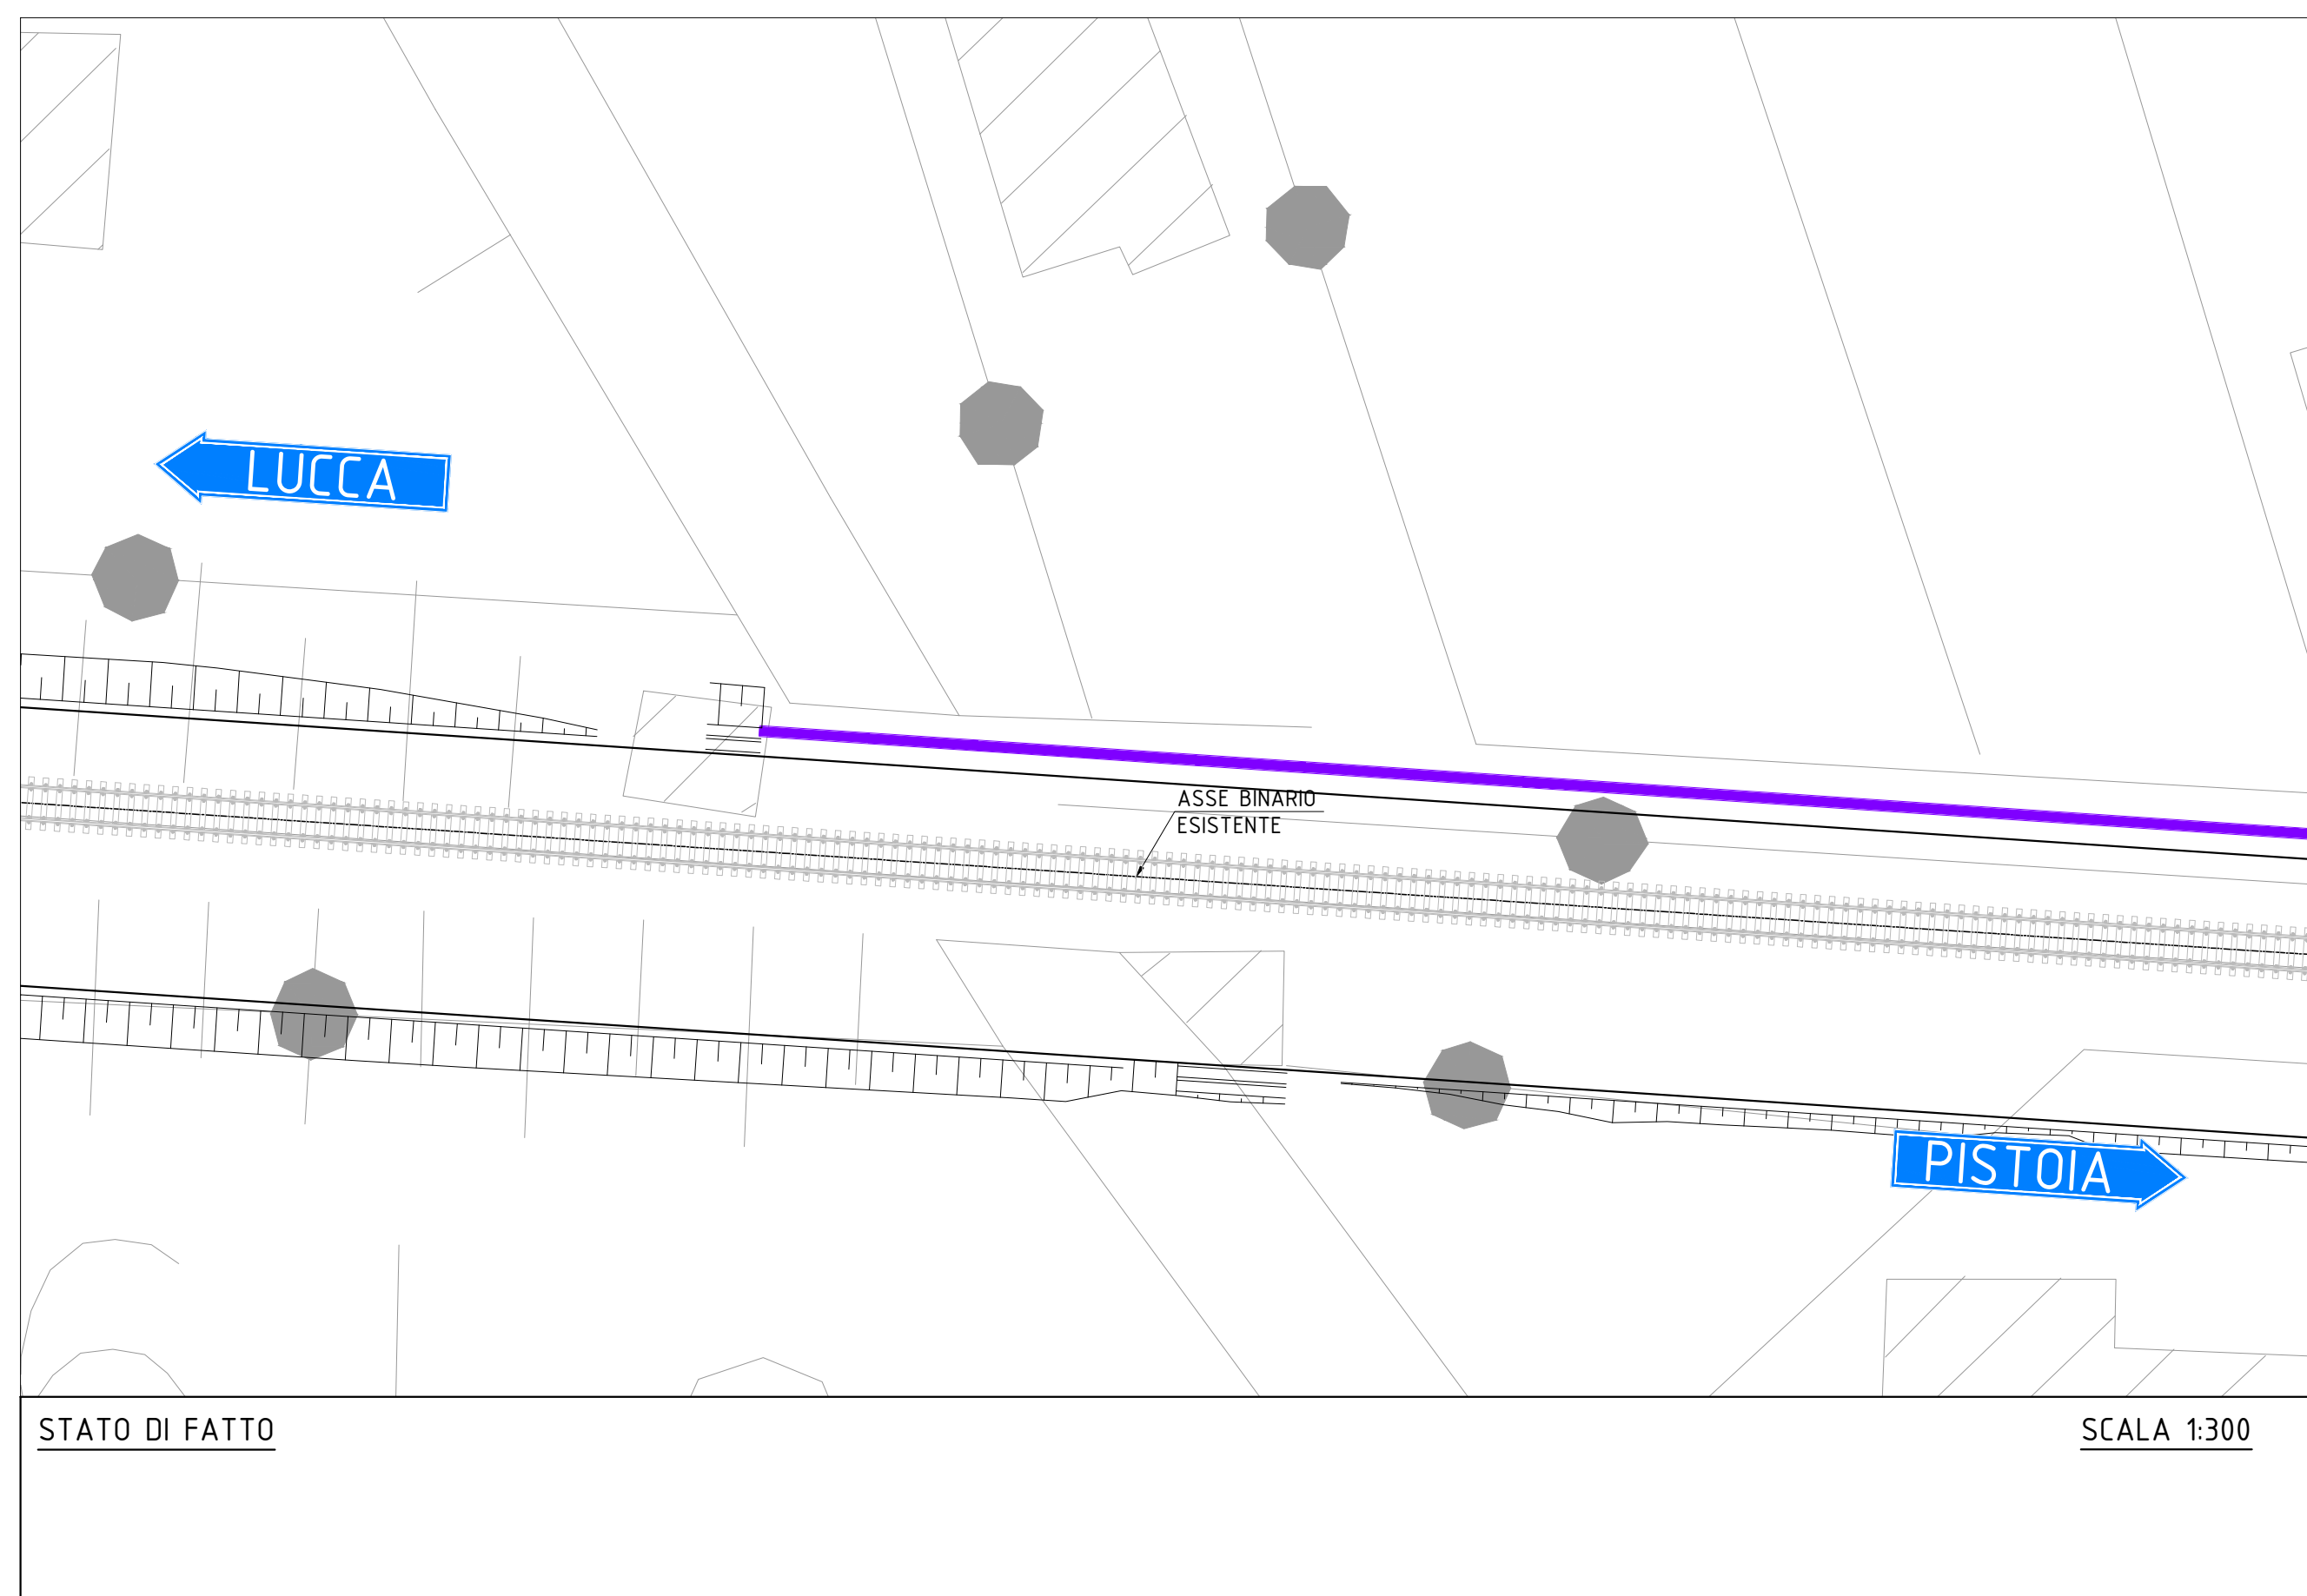 LUCCA
ASSE BINARIO
ESISTENTE
PISTOIA
STATO DI FATTO
SCALA 1:300